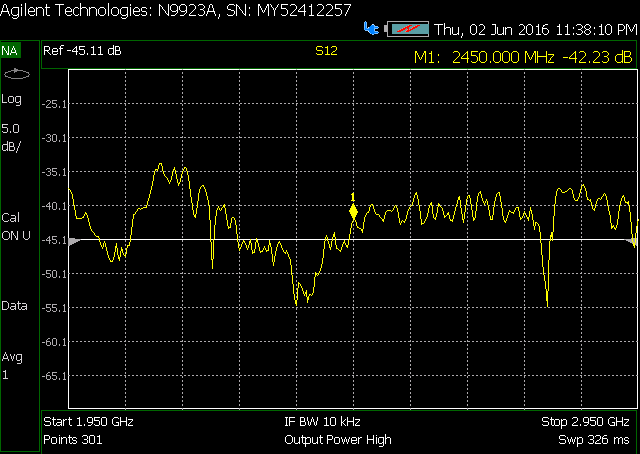 Agilent Technologies: N9923A, SN: MY52412257
Thu, 02 Jun 2016 11:38:10 PM
NA
Ref -45.11 dB
S12
M1: 2450.000 MHz -42.23 dB
Log
5.0
dB/
Cal
ON U
Data
Avg
1
-25.1
-30.1
-35.1
-40.1
-45.1
-50.1
-55.1
-60.1
-65.1
1
Start 1.950 GHz
IF BW 10 kHz
Stop 2.950 GHz
Points 301
Output Power High
Swp 326 ms